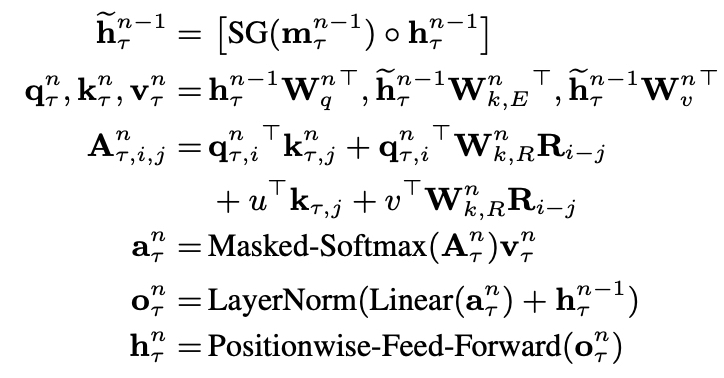 h̃_τ^{n−1} = [SG(m_τ^{n−1}) ∘ h_τ^{n−1}]
q_τ^n, k_τ^n, v_τ^n = h_τ^{n−1} W_q^{n⊤}, h̃_τ^{n−1} W_{k,E}^n ^⊤, h̃_τ^{n−1} W_v^{n⊤}
A_{τ,i,j}^n = q_{τ,i}^n ^⊤ k_{τ,j}^n + q_{τ,i}^n ^⊤ W_{k,R}^n R_{i−j}
+ u^⊤ k_{τ,j} + v^⊤ W_{k,R}^n R_{i−j}
a_τ^n = Masked-Softmax(A_τ^n) v_τ^n
o_τ^n = LayerNorm(Linear(a_τ^n) + h_τ^{n−1})
h_τ^n = Positionwise-Feed-Forward(o_τ^n)